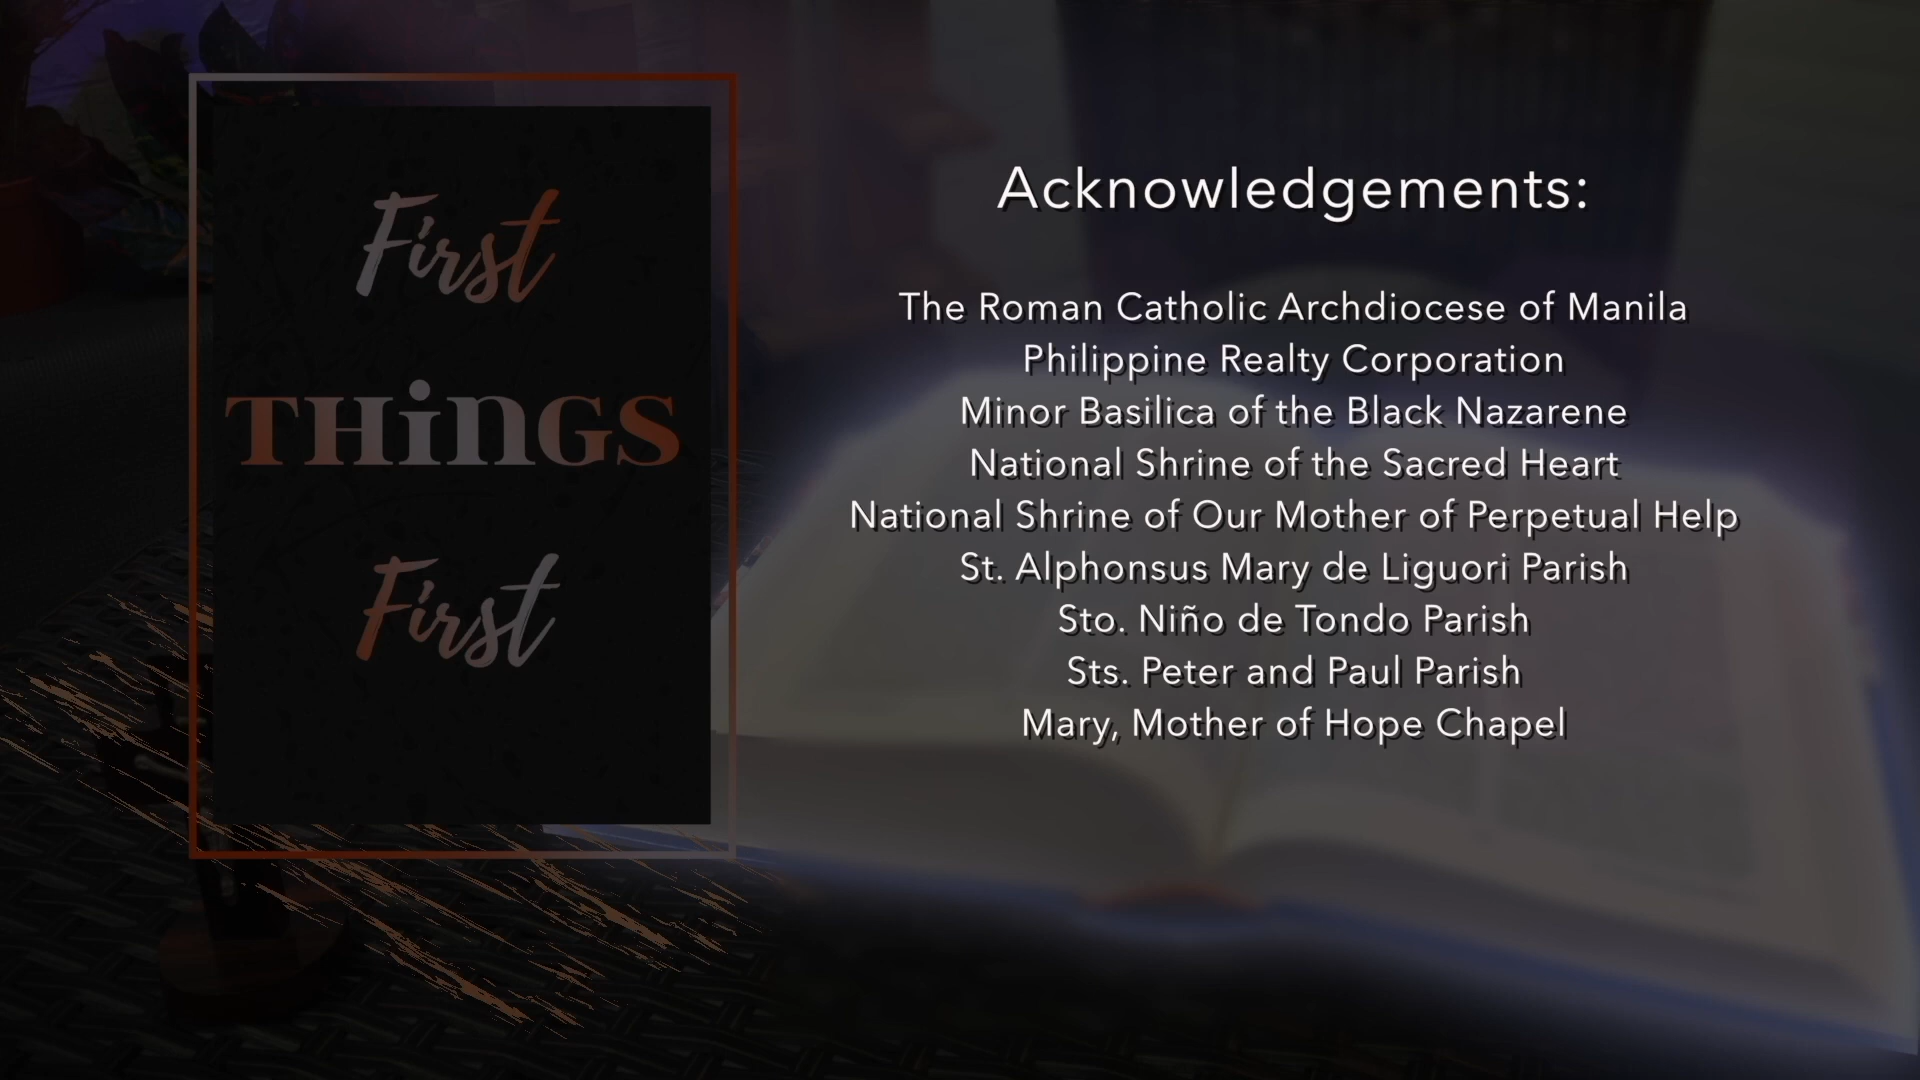 First
THiNGS
First
Acknowledgements:
The Roman Catholic Archdiocese of Manila
Philippine Realty Corporation
Minor Basilica of the Black Nazarene
National Shrine of the Sacred Heart
National Shrine of Our Mother of Perpetual Help
St. Alphonsus Mary de Liguori Parish
Sto. Niño de Tondo Parish
Sts. Peter and Paul Parish
Mary, Mother of Hope Chapel